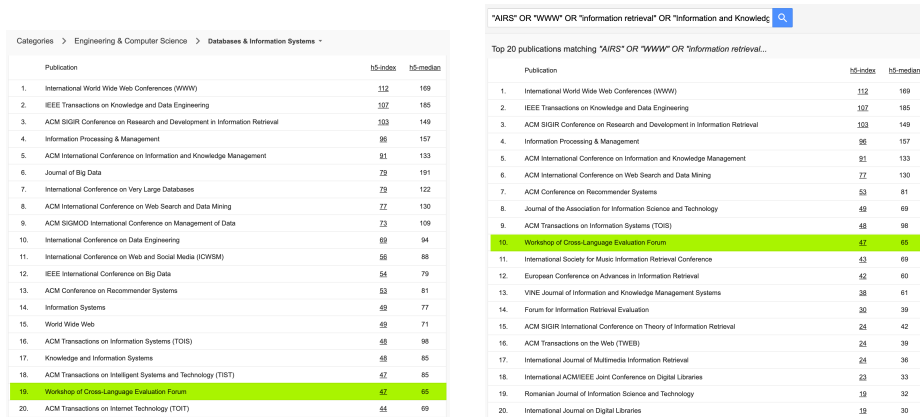 Categories > Engineering & Computer Science > Databases & Information Systems
Publication h5-index h5-median
1. International World Wide Web Conferences (WWW) 112 169
2. IEEE Transactions on Knowledge and Data Engineering 107 185
3. ACM SIGIR Conference on Research and Development in Information Retrieval 103 149
4. Information Processing & Management 96 157
5. ACM International Conference on Information and Knowledge Management 91 133
6. Journal of Big Data 79 191
7. International Conference on Very Large Databases 79 122
8. ACM International Conference on Web Search and Data Mining 77 130
9. ACM SIGMOD International Conference on Management of Data 73 109
10. International Conference on Data Engineering 69 94
11. International Conference on Web and Social Media (ICWSM) 56 88
12. IEEE International Conference on Big Data 54 79
13. ACM Conference on Recommender Systems 53 81
14. Information Systems 49 77
15. World Wide Web 49 71
16. ACM Transactions on Information Systems (TOIS) 48 98
17. Knowledge and Information Systems 48 85
18. ACM Transactions on Intelligent Systems and Technology (TIST) 47 85
19. Workshop of Cross-Language Evaluation Forum 47 65
20. ACM Transactions on Internet Technology (TOIT) 44 69
"AIRS" OR "WWW" OR "information retrieval" OR "Information and Knowledg
Top 20 publications matching "AIRS" OR "WWW" OR "information retrieval...
Publication h5-index h5-median
1. International World Wide Web Conferences (WWW) 112 169
2. IEEE Transactions on Knowledge and Data Engineering 107 185
3. ACM SIGIR Conference on Research and Development in Information Retrieval 103 149
4. Information Processing & Management 96 157
5. ACM International Conference on Information and Knowledge Management 91 133
6. ACM International Conference on Web Search and Data Mining 77 130
7. ACM Conference on Recommender Systems 53 81
8. Journal of the Association for Information Science and Technology 49 69
9. ACM Transactions on Information Systems (TOIS) 48 98
10. Workshop of Cross-Language Evaluation Forum 47 65
11. International Society for Music Information Retrieval Conference 43 69
12. European Conference on Advances in Information Retrieval 42 60
13. VINE Journal of Information and Knowledge Management Systems 38 61
14. Forum for Information Retrieval Evaluation 30 39
15. ACM SIGIR International Conference on Theory of Information Retrieval 24 42
16. ACM Transactions on the Web (TWEB) 24 39
17. International Journal of Multimedia Information Retrieval 24 36
18. International ACM/IEEE Joint Conference on Digital Libraries 23 33
19. Romanian Journal of Information Science and Technology 19 32
20. International Journal on Digital Libraries 19 30